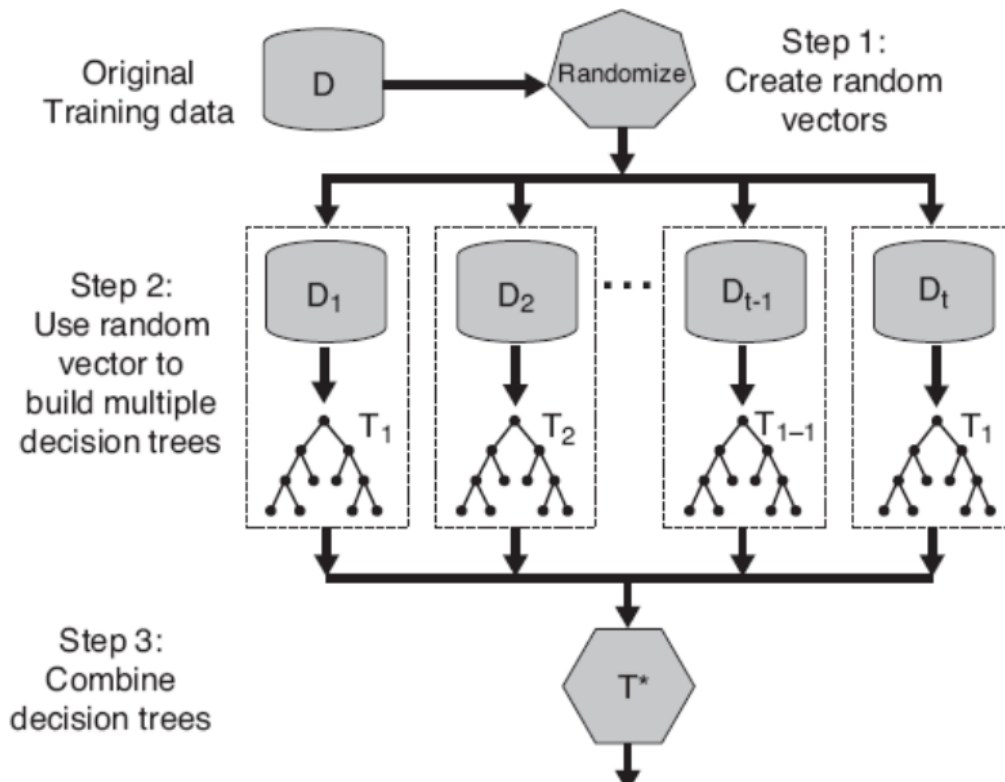 Original
Training data
D
Randomize
Step 1:
Create random
vectors
Step 2:
Use random
vector to
build multiple
decision trees
D₁
D₂
...
Dₜ₋₁
Dₜ
T₁
T₂
T₁₋₁
T₁
Step 3:
Combine
decision trees
T*